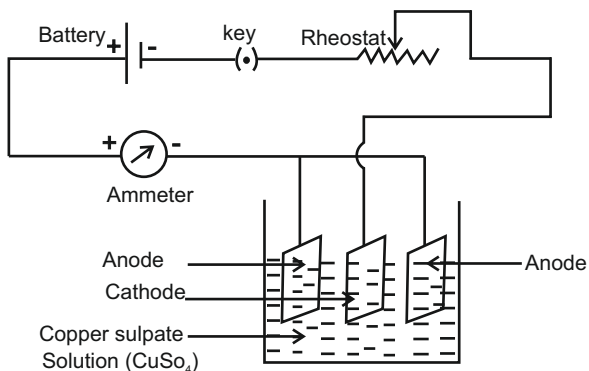 Battery
+ -
key
Rheostat
+ -
Ammeter
Anode
Anode
Cathode
Copper sulpate
Solution (CuSo₄)